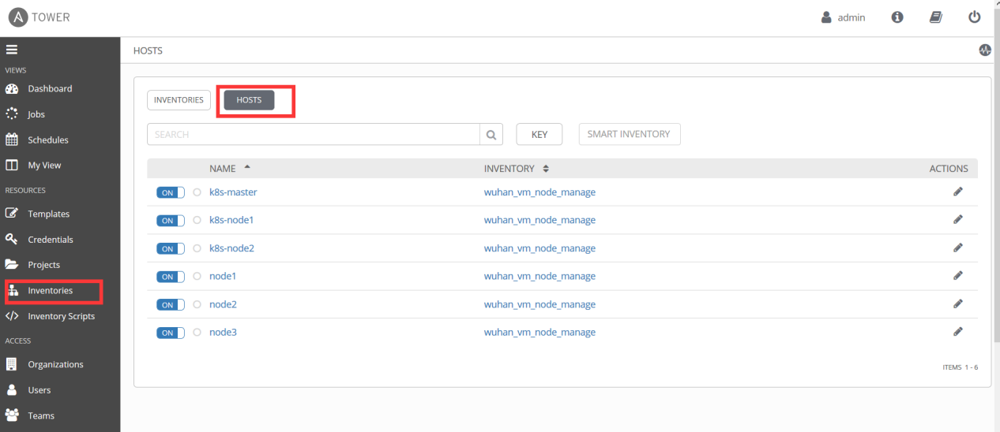 A TOWER
admin
HOSTS
VIEWS
Dashboard
Jobs
Schedules
My View
RESOURCES
Templates
Credentials
Projects
Inventories
Inventory Scripts
ACCESS
Organizations
Users
Teams
INVENTORIES HOSTS
SEARCH KEY SMART INVENTORY
NAME INVENTORY ACTIONS
ON k8s-master wuhan_vm_node_manage
ON k8s-node1 wuhan_vm_node_manage
ON k8s-node2 wuhan_vm_node_manage
ON node1 wuhan_vm_node_manage
ON node2 wuhan_vm_node_manage
ON node3 wuhan_vm_node_manage
ITEMS 1 - 6